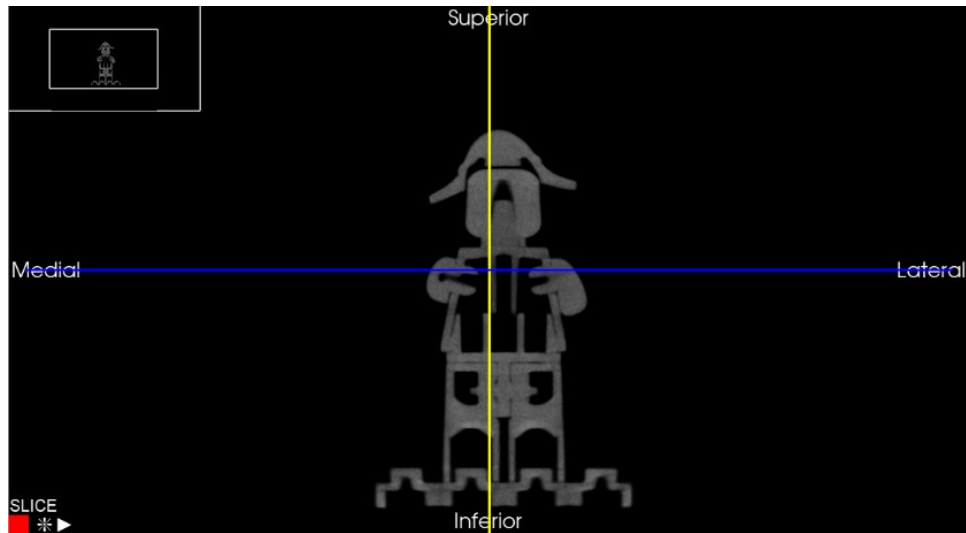 Superior
Medial
Lateral
SLICE
Inferior